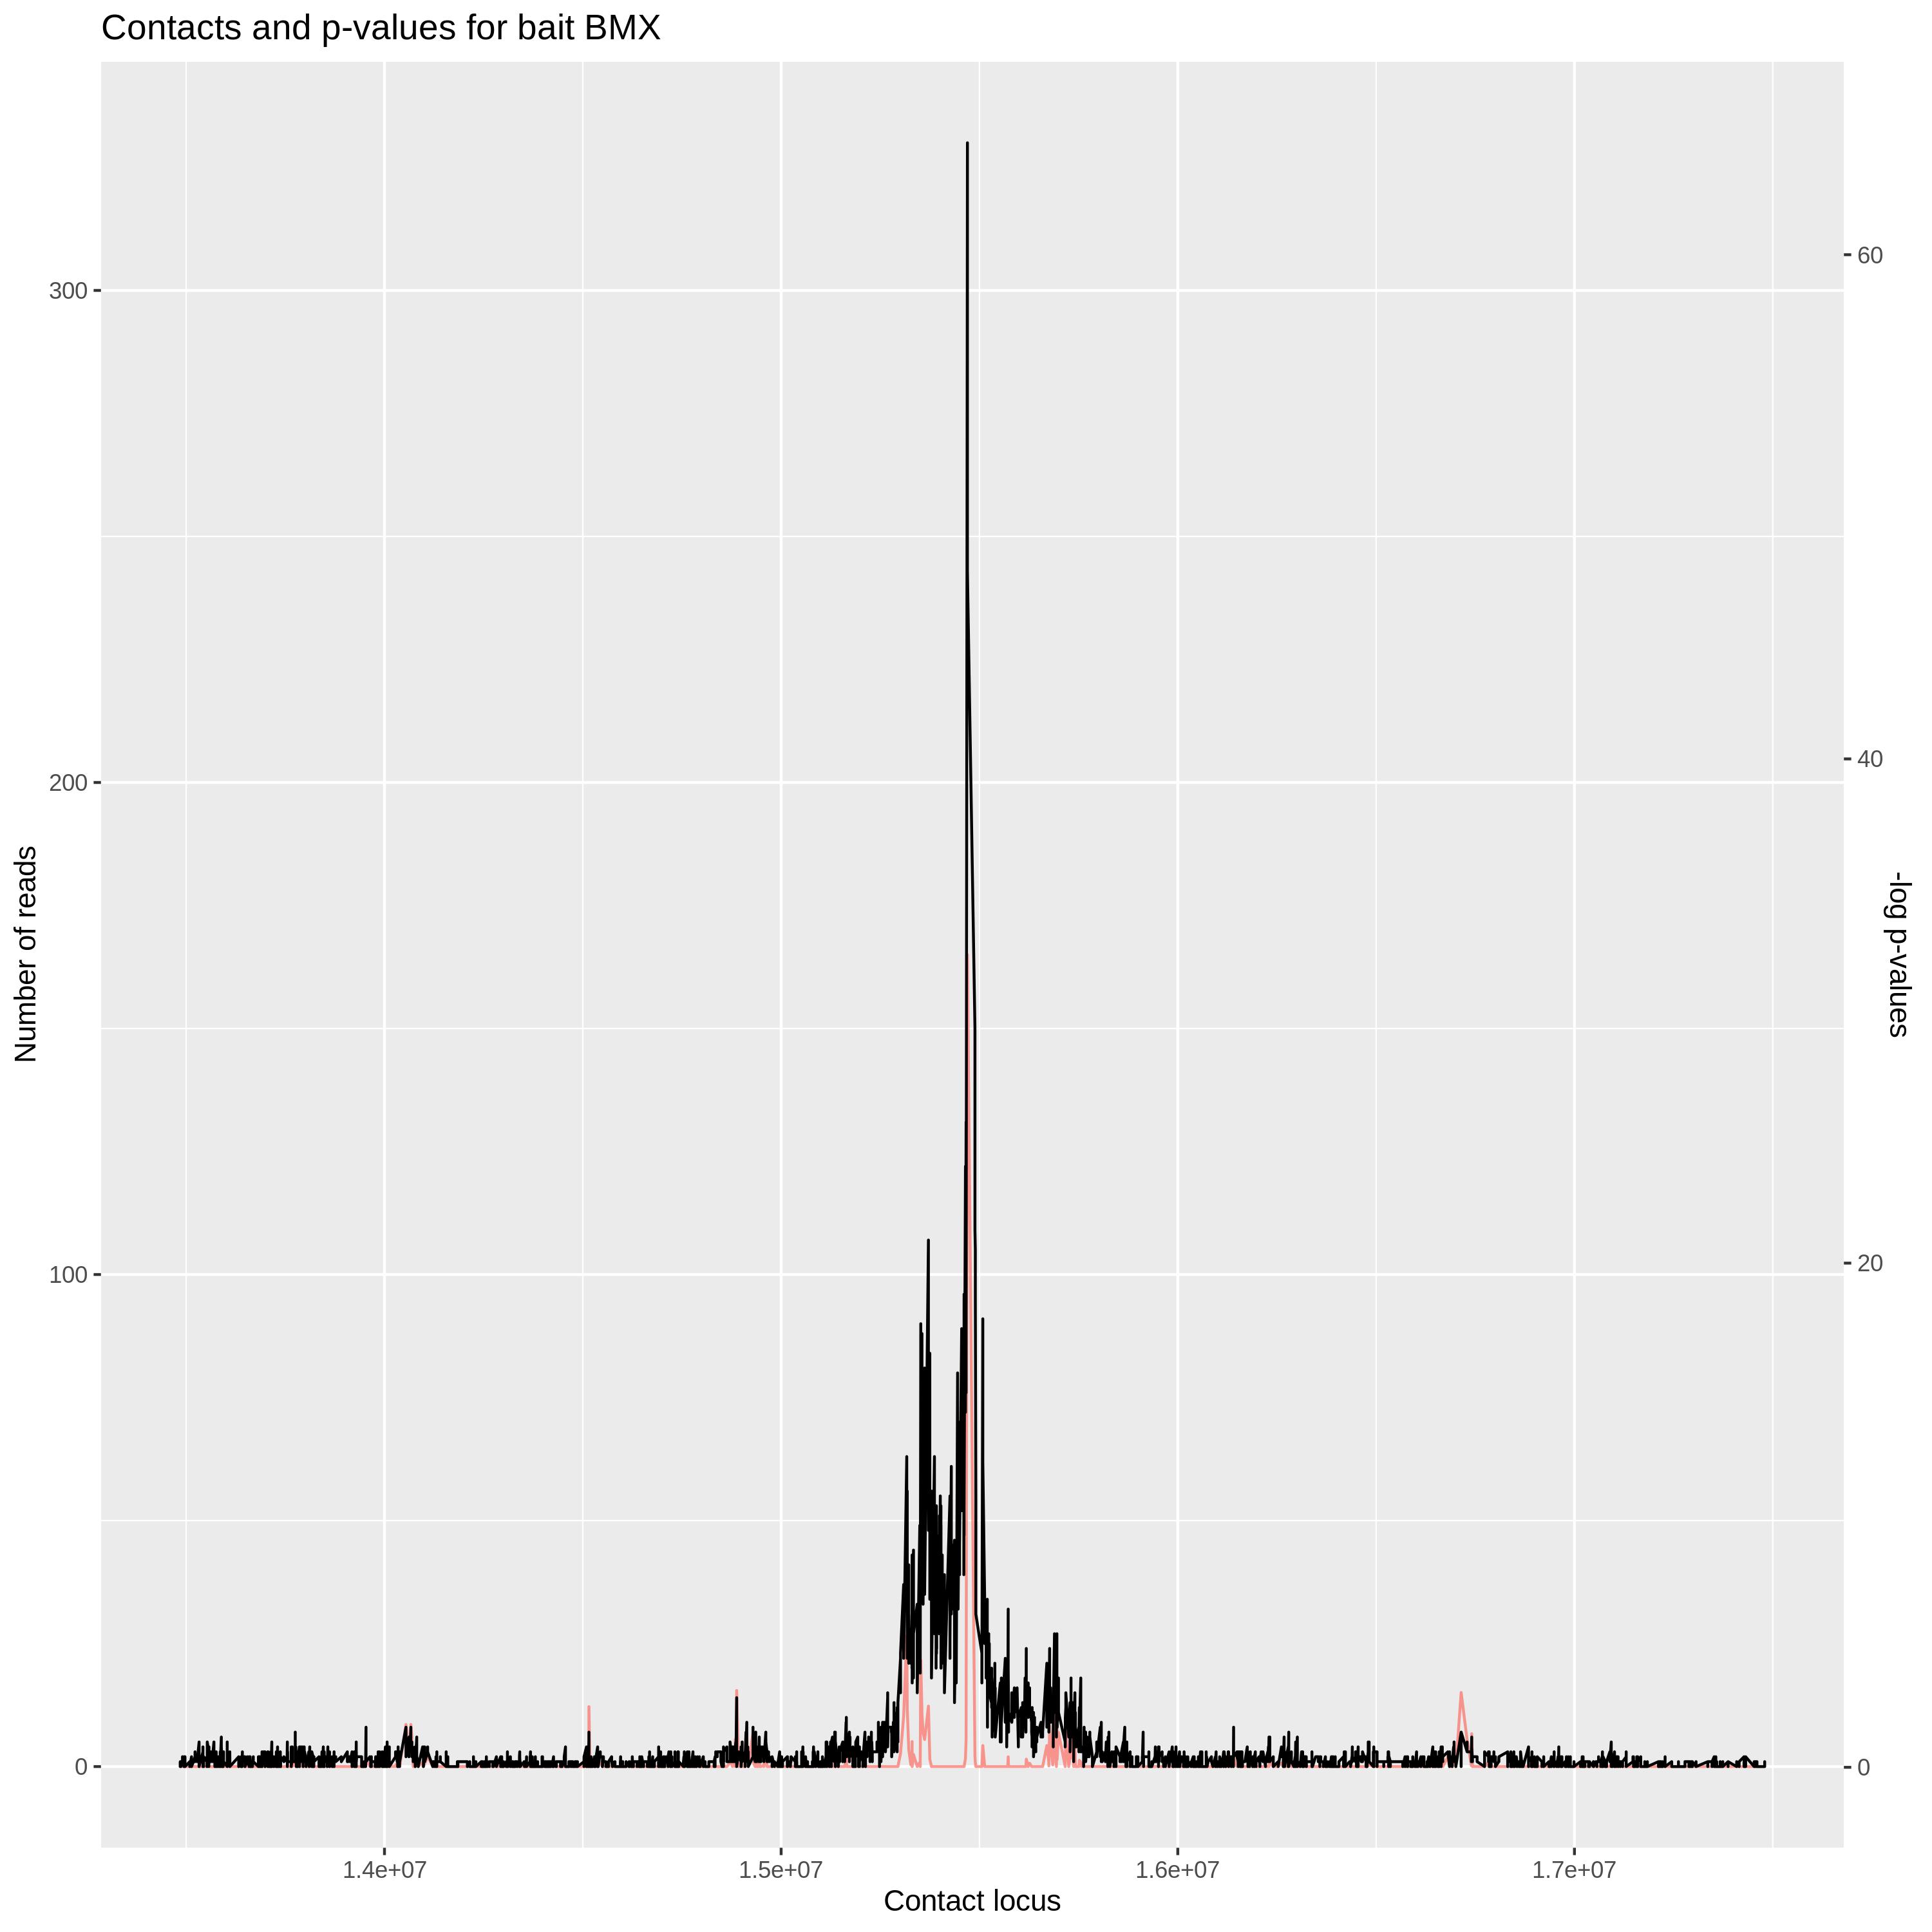 Contacts and p-values for bait BMX
300
200
100
0
60
40
20
0
Number of reads
-log p-values
1.4e+07
1.5e+07
1.6e+07
1.7e+07
Contact locus